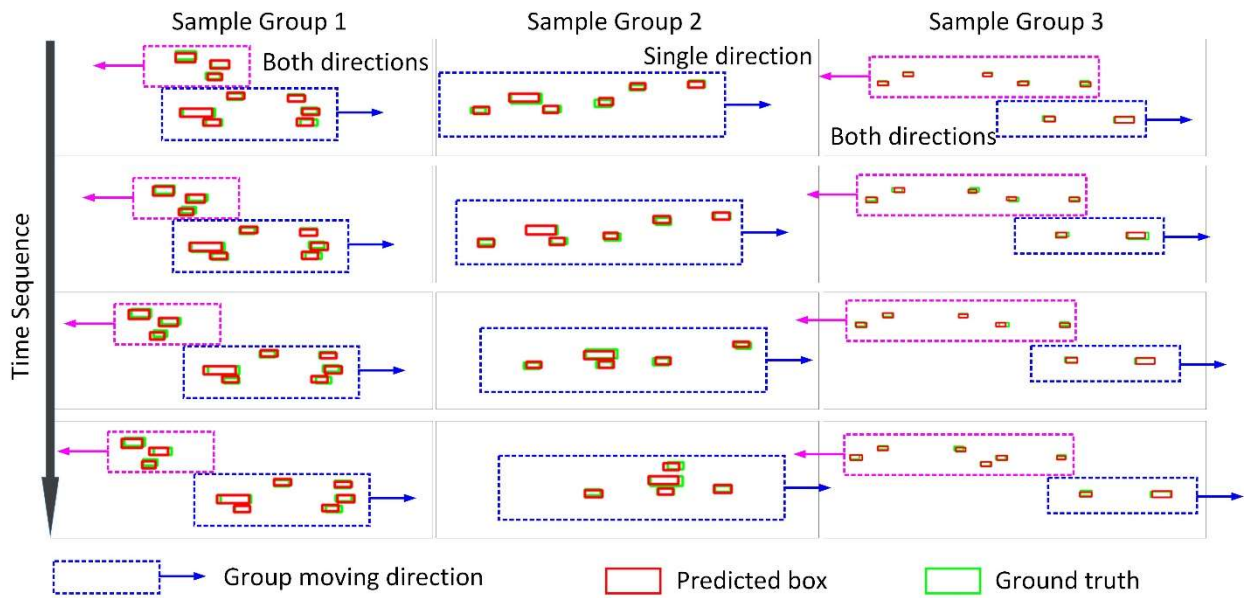 Sample Group 1
Sample Group 2
Sample Group 3
Both directions
Single direction
Both directions
Time Sequence
Group moving direction
Predicted box
Ground truth